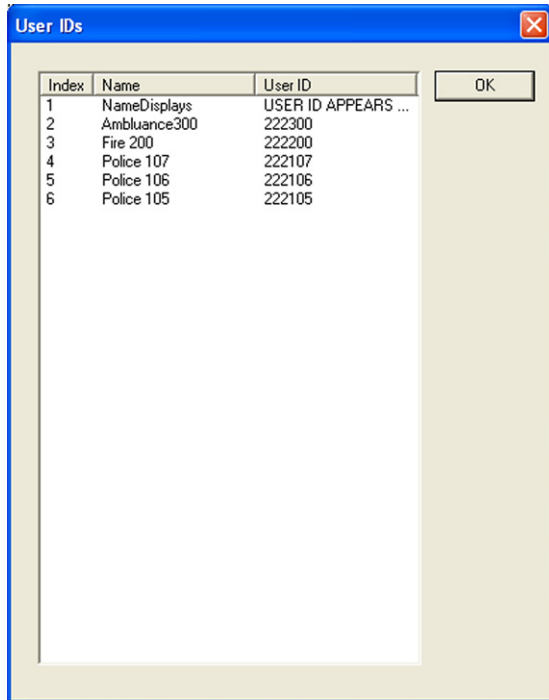 User IDs
Index Name User ID OK
1 NameDisplays USER ID APPEARS ...
2 Ambluance300 222300
3 Fire 200 222200
4 Police 107 222107
5 Police 106 222106
6 Police 105 222105